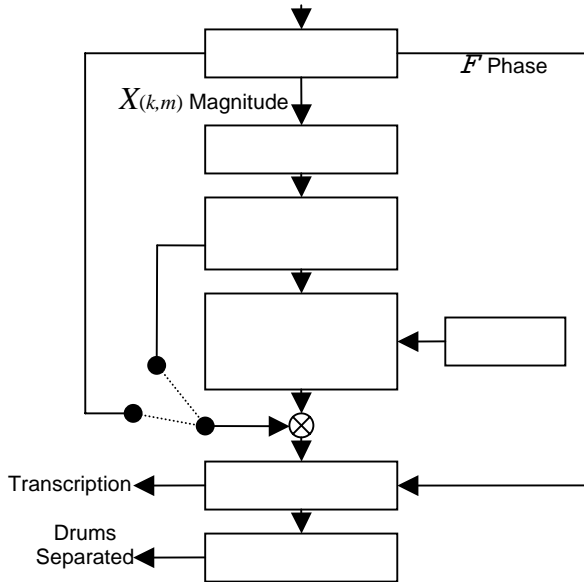 F Phase
X(k,m) Magnitude
Transcription
Drums
Separated